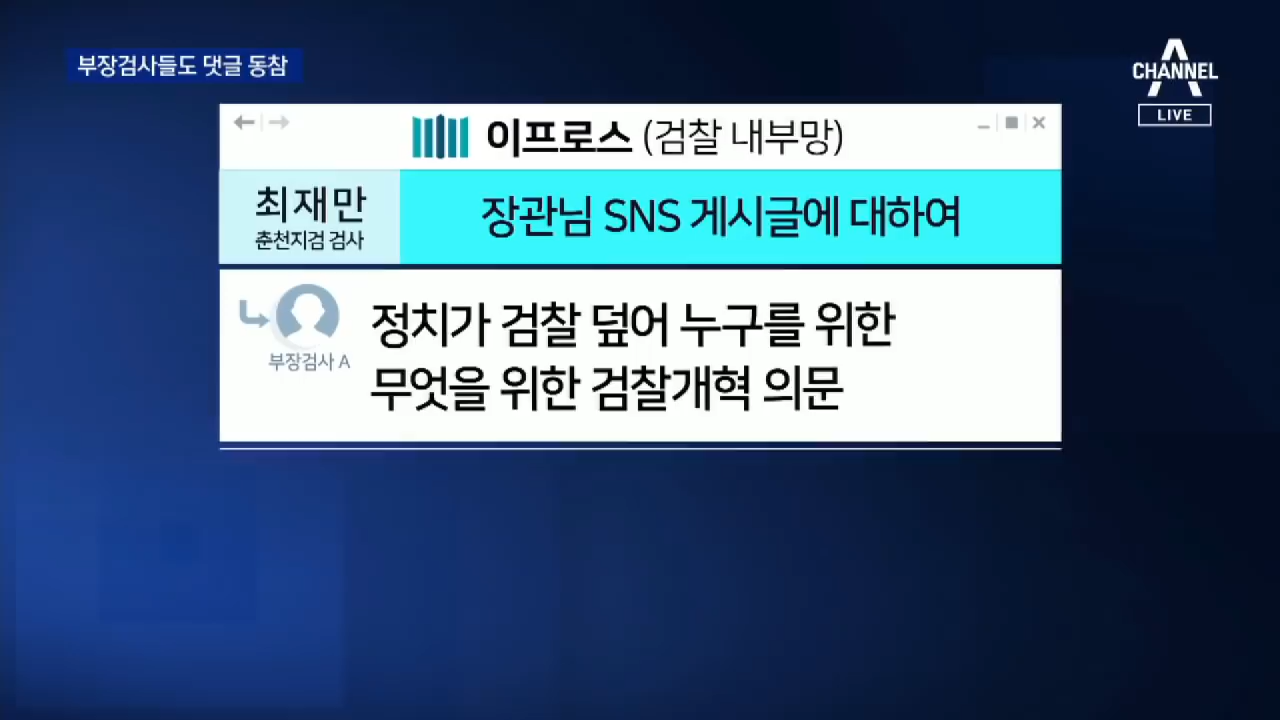 부장검사들도 댓글 동참
CHANNEL A
LIVE
이프로스 (검찰 내부망)
최재만
춘천지검 검사
장관님 SNS 게시글에 대하여
부장검사 A
정치가 검찰 덮어 누구를 위한
무엇을 위한 검찰개혁 의문